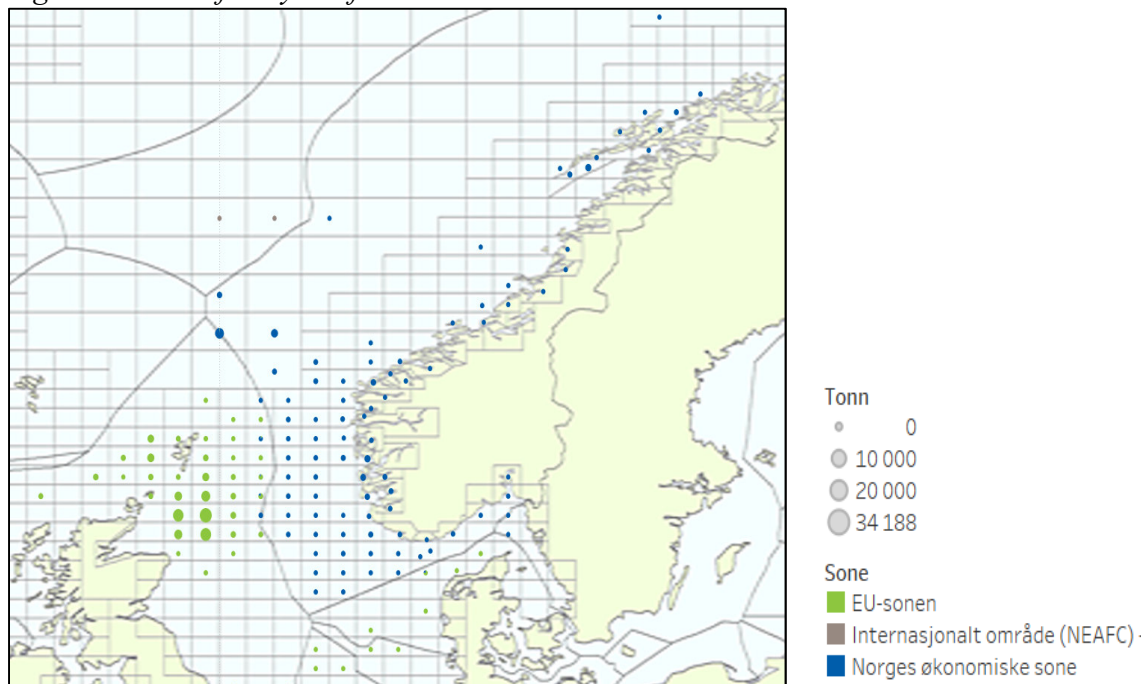 Tonn
0
10 000
20 000
34 188
Sone
EU-sonen
Internasjonalt område (NEAFC) -
Norges økonomiske sone